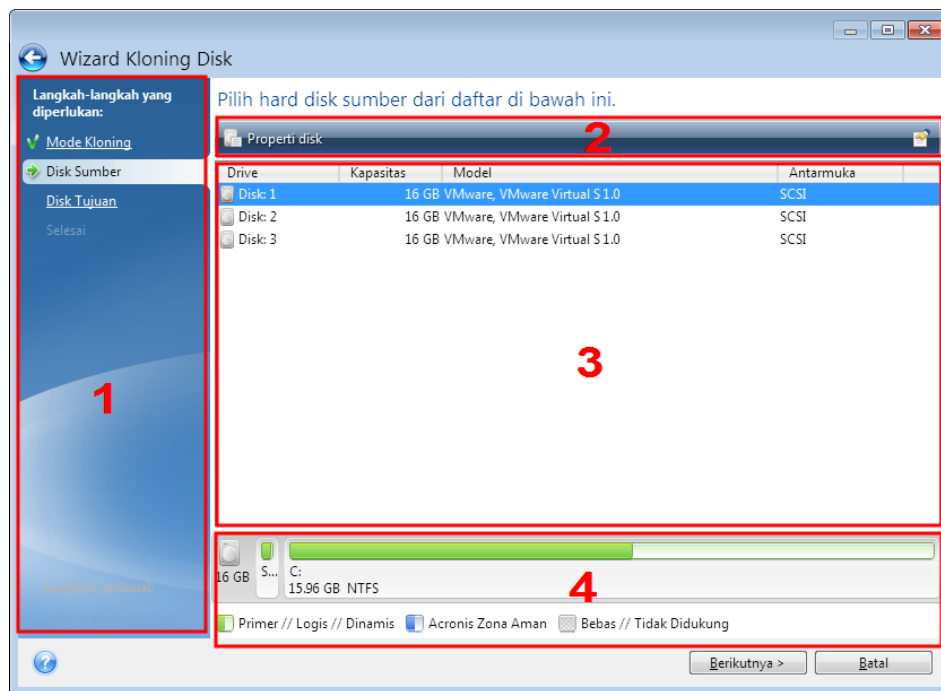 Wizard Kloning Disk
Langkah-langkah yang
diperlukan:
Mode Kloning
Disk Sumber
Disk Tujuan
Selesai
1
Langkah opsional:
Pilih hard disk sumber dari daftar di bawah ini.
Properti disk
2
Drive Kapasitas Model Antarmuka
Disk: 1 16 GB VMware, VMware Virtual S 1.0 SCSI
Disk: 2 16 GB VMware, VMware Virtual S 1.0 SCSI
Disk: 3 16 GB VMware, VMware Virtual S 1.0 SCSI
3
16 GB
S...
C:
15.96 GB NTFS
4
Primer // Logis // Dinamis Acronis Zona Aman Bebas // Tidak Didukung
Berikutnya > Batal